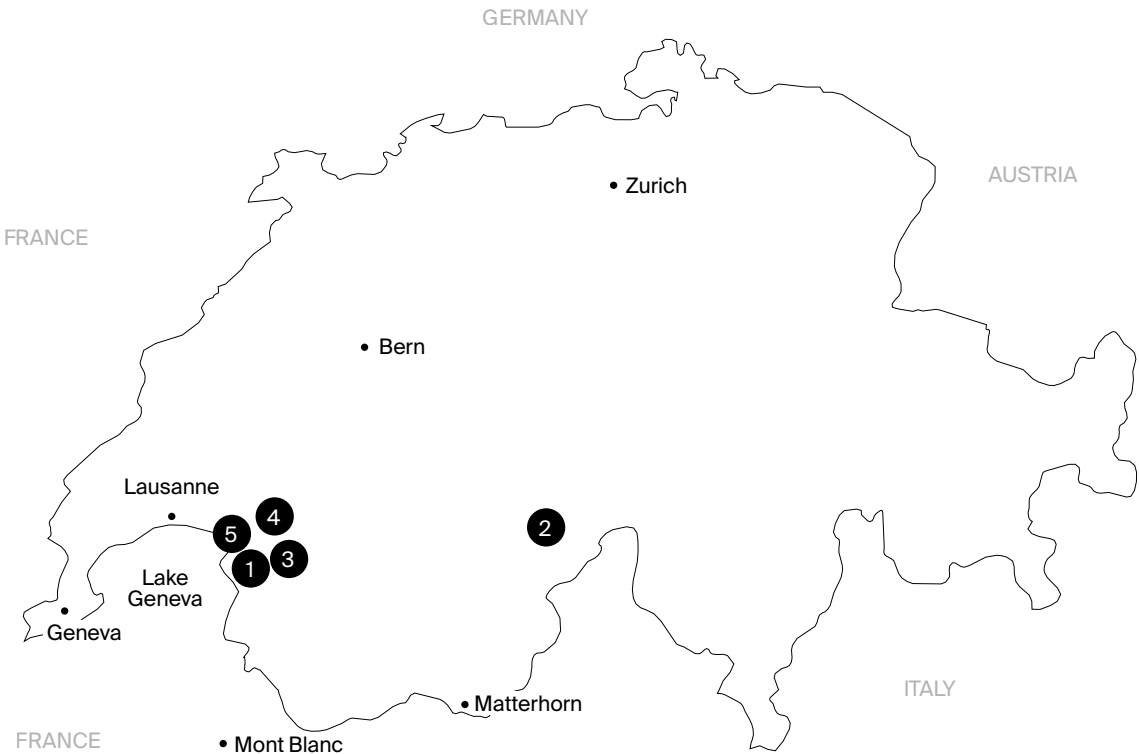 GERMANY
AUSTRIA
Zurich
FRANCE
Bern
Lausanne
4
2
5
3
1
Lake
Geneva
Geneva
ITALY
Matterhorn
FRANCE
Mont Blanc